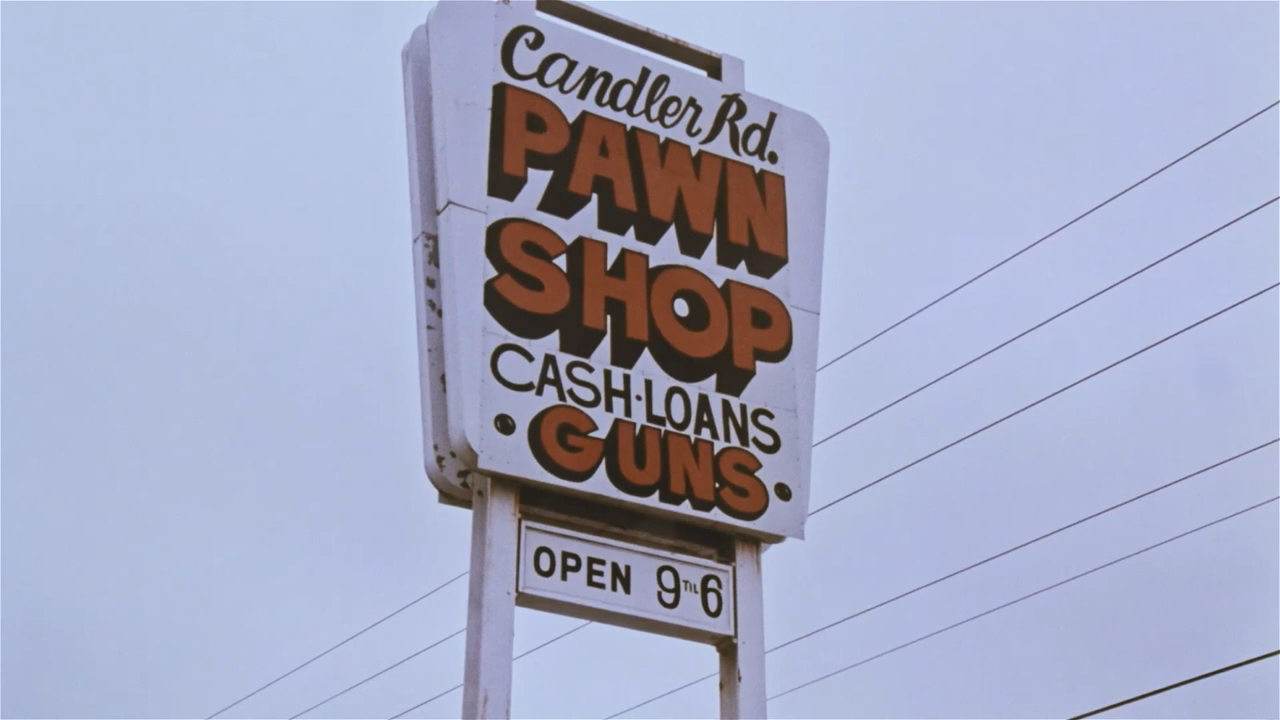 Candler Rd.
PAWN
SHOP
CASH·LOANS
GUNS
OPEN 9 TIL 6